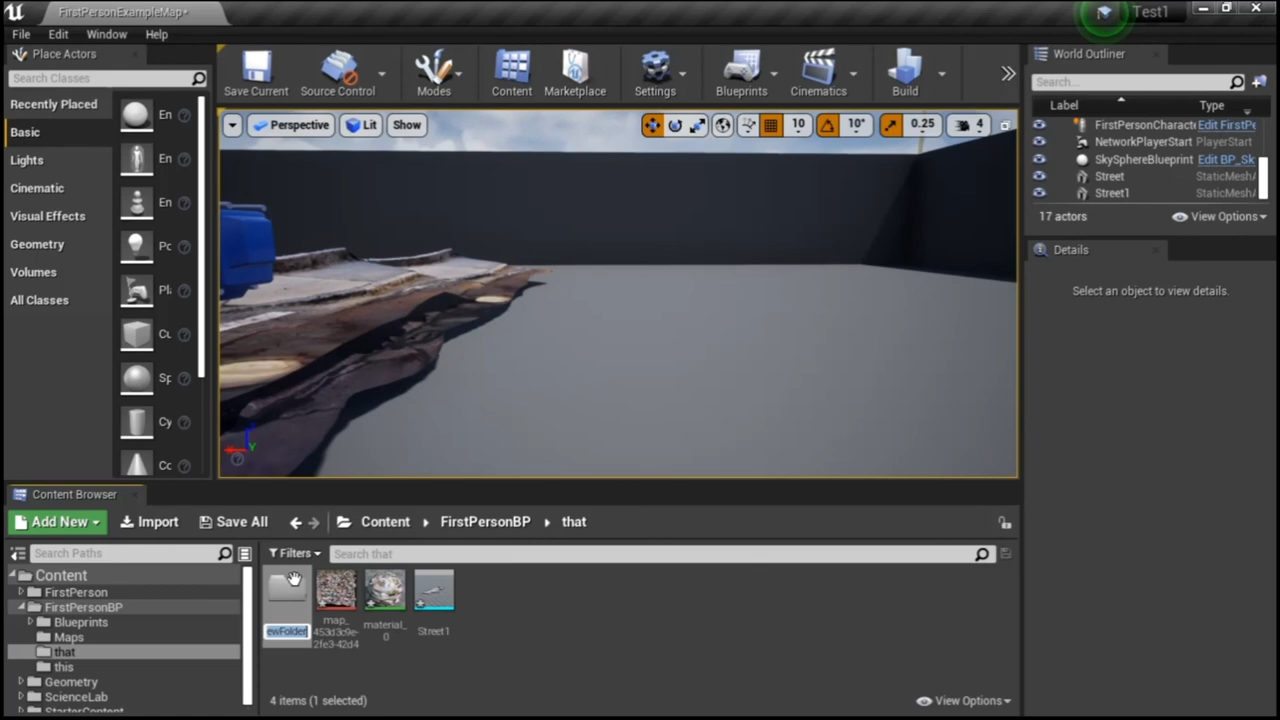 FirstPersonExampleMap*
Test1
File Edit Window Help
Place Actors
Search Classes
Recently Placed
Basic
Lights
Cinematic
Visual Effects
Geometry
Volumes
All Classes
En
En
En
Pc
Pl
Cu
Sp
Cy
Cc
Save Current
Source Control
Modes
Content
Marketplace
Settings
Blueprints
Cinematics
Build
Perspective
Lit
Show
10
10°
0.25
4
Y
World Outliner
Search...
Label Type
FirstPersonCharacte Edit FirstPe
NetworkPlayerStart PlayerStart
SkySphereBlueprint Edit BP_Sk
Street StaticMeshA
Street1 StaticMeshA
17 actors View Options
Details
Select an object to view details.
Content Browser
Add New Import Save All Content FirstPersonBP that
Search Paths
Filters Search that
Content
FirstPerson
FirstPersonBP
Blueprints
Maps
that
this
Geometry
ScienceLab
StarterContent
ewFolder
map_
453d3c9e-
2fe3-42d4
material_
0
Street1
4 items (1 selected)
View Options